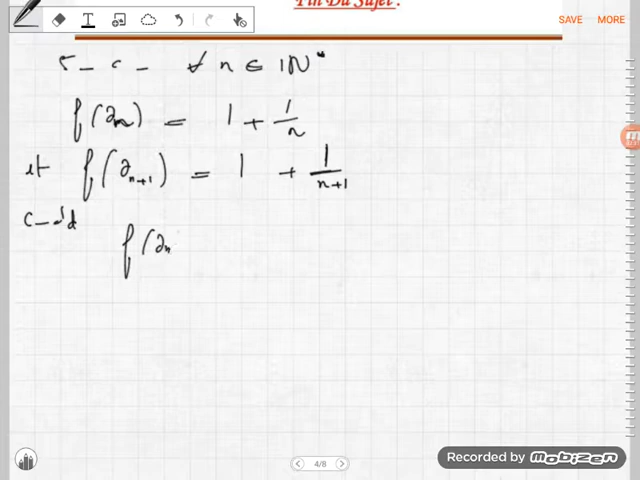 Fin Du Sujet .
SAVE MORE
5 - c - ∀ n ∈ IN*
f(a_n) = 1 + 1/n
et f(a_{n+1}) = 1 + 1/(n+1)
c-à-d
f(a_n
4/8
Recorded by
Mobizen